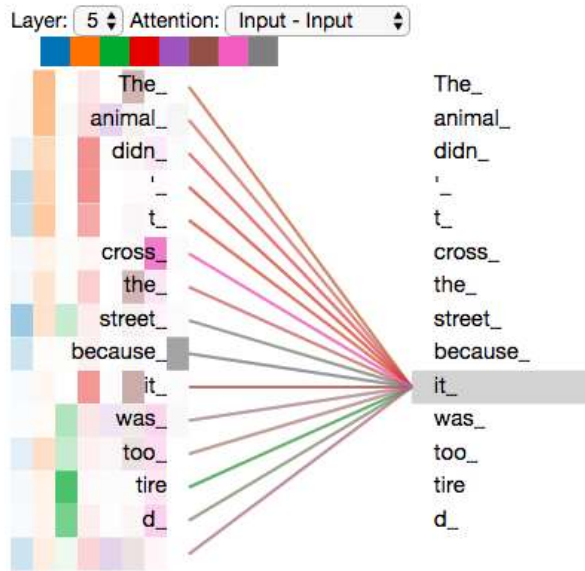 Layer: 5 Attention: Input - Input
The_ The_
animal_ animal_
didn_ didn_
'_ '_
t_ t_
cross_ cross_
the_ the_
street_ street_
because_ because_
it_ it_
was_ was_
too_ too_
tire tire
d_ d_